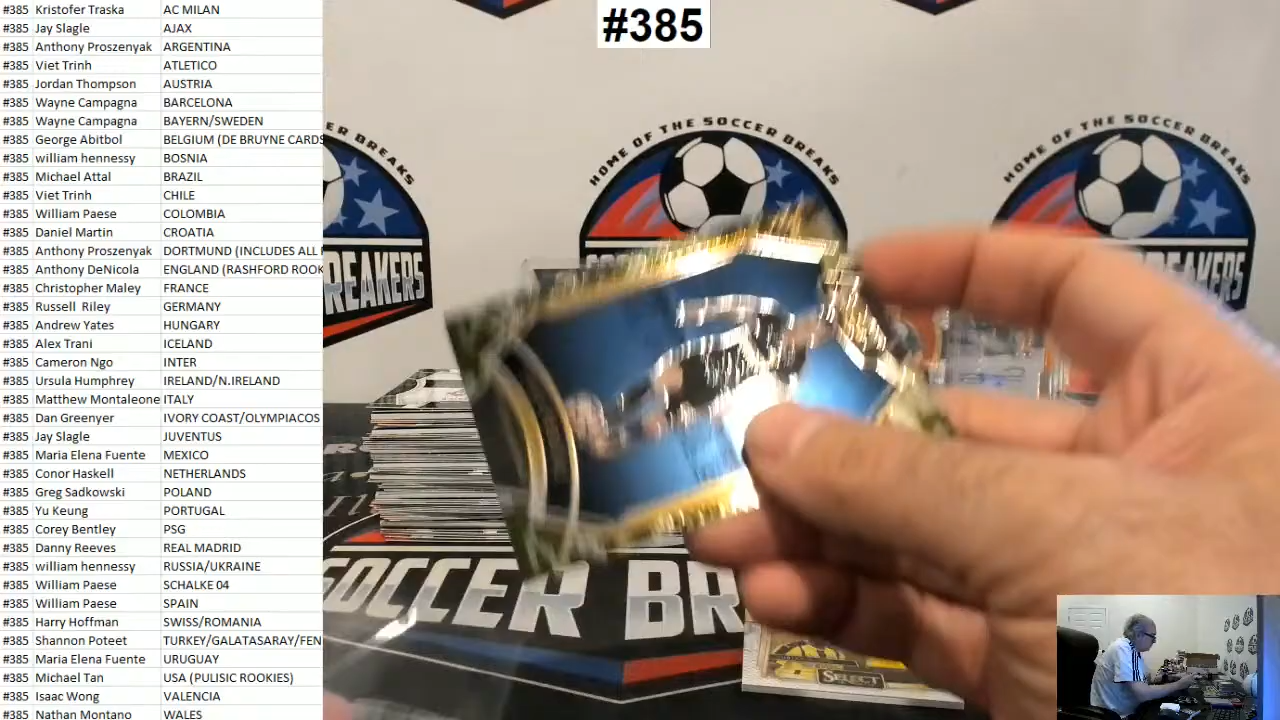 #385 Kristofer Traska AC MILAN
#385 Jay Slagle AJAX
#385 Anthony Proszenyak ARGENTINA
#385 Viet Trinh ATLETICO
#385 Jordan Thompson AUSTRIA
#385 Wayne Campagna BARCELONA
#385 Wayne Campagna BAYERN/SWEDEN
#385 George Abitbol BELGIUM (DE BRUYNE CARDS
#385 william hennessy BOSNIA
#385 Michael Attal BRAZIL
#385 Viet Trinh CHILE
#385 William Paese COLOMBIA
#385 Daniel Martin CROATIA
#385 Anthony Proszenyak DORTMUND (INCLUDES ALL
#385 Anthony DeNicola ENGLAND (RASHFORD ROOK
#385 Christopher Maley FRANCE
#385 Russell Riley GERMANY
#385 Andrew Yates HUNGARY
#385 Alex Trani ICELAND
#385 Cameron Ngo INTER
#385 Ursula Humphrey IRELAND/N.IRELAND
#385 Matthew Montaleone ITALY
#385 Dan Greenyer IVORY COAST/OLYMPIACOS
#385 Jay Slagle JUVENTUS
#385 Maria Elena Fuente MEXICO
#385 Conor Haskell NETHERLANDS
#385 Greg Sadkowski POLAND
#385 Yu Keung PORTUGAL
#385 Corey Bentley PSG
#385 Danny Reeves REAL MADRID
#385 william hennessy RUSSIA/UKRAINE
#385 William Paese SCHALKE 04
#385 William Paese SPAIN
#385 Harry Hoffman SWISS/ROMANIA
#385 Shannon Poteet TURKEY/GALATASARAY/FEN
#385 Maria Elena Fuente URUGUAY
#385 Michael Tan USA (PULISIC ROOKIES)
#385 Isaac Wong VALENCIA
#385 Nathan Montano WALES
#385
ER BREAKS
REAKERS
HOME OF THE SOCCER BREAKS
HOME OF THE SOCCER BREAKS
SOCCER BR
SELECT